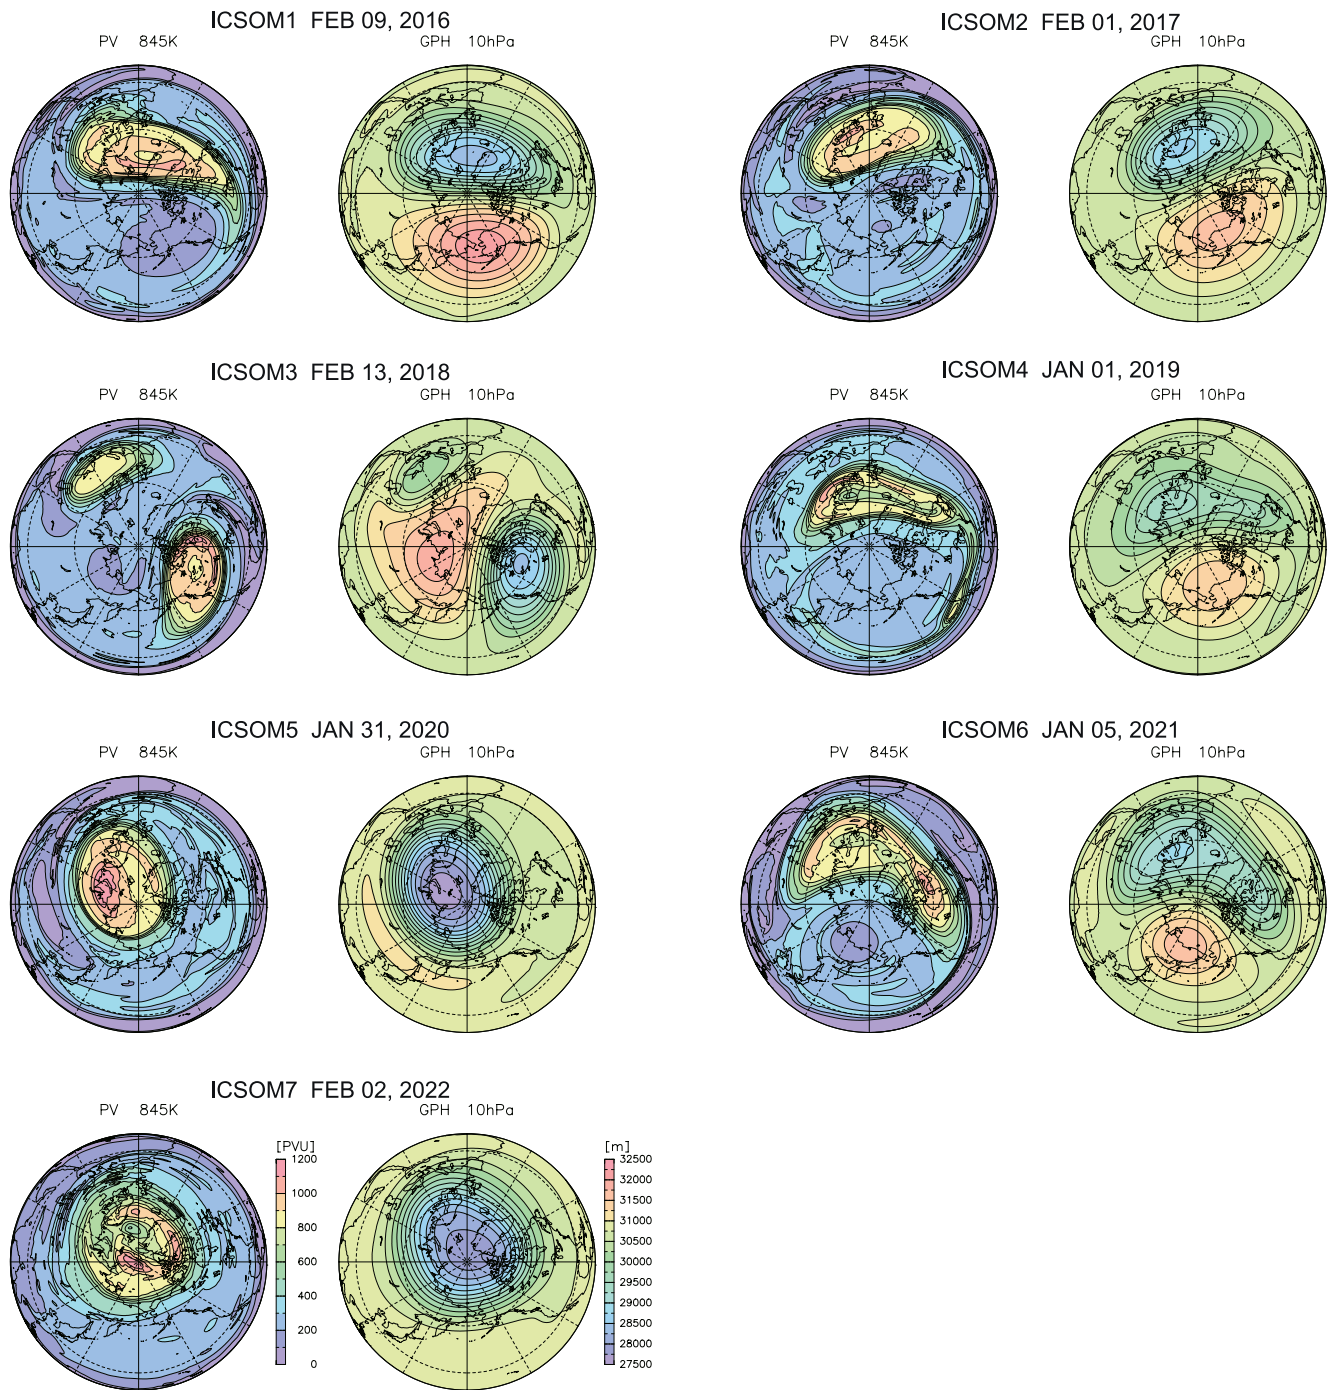 ICSOM1 FEB 09, 2016
PV 845K
GPH 10hPa
ICSOM2 FEB 01, 2017
PV 845K
GPH 10hPa
ICSOM3 FEB 13, 2018
PV 845K
GPH 10hPa
ICSOM4 JAN 01, 2019
PV 845K
GPH 10hPa
ICSOM5 JAN 31, 2020
PV 845K
GPH 10hPa
ICSOM6 JAN 05, 2021
PV 845K
GPH 10hPa
ICSOM7 FEB 02, 2022
PV 845K
GPH 10hPa
[PVU]
1200
1000
800
600
400
200
0
[m]
32500
32000
31500
31000
30500
30000
29500
29000
28500
28000
27500